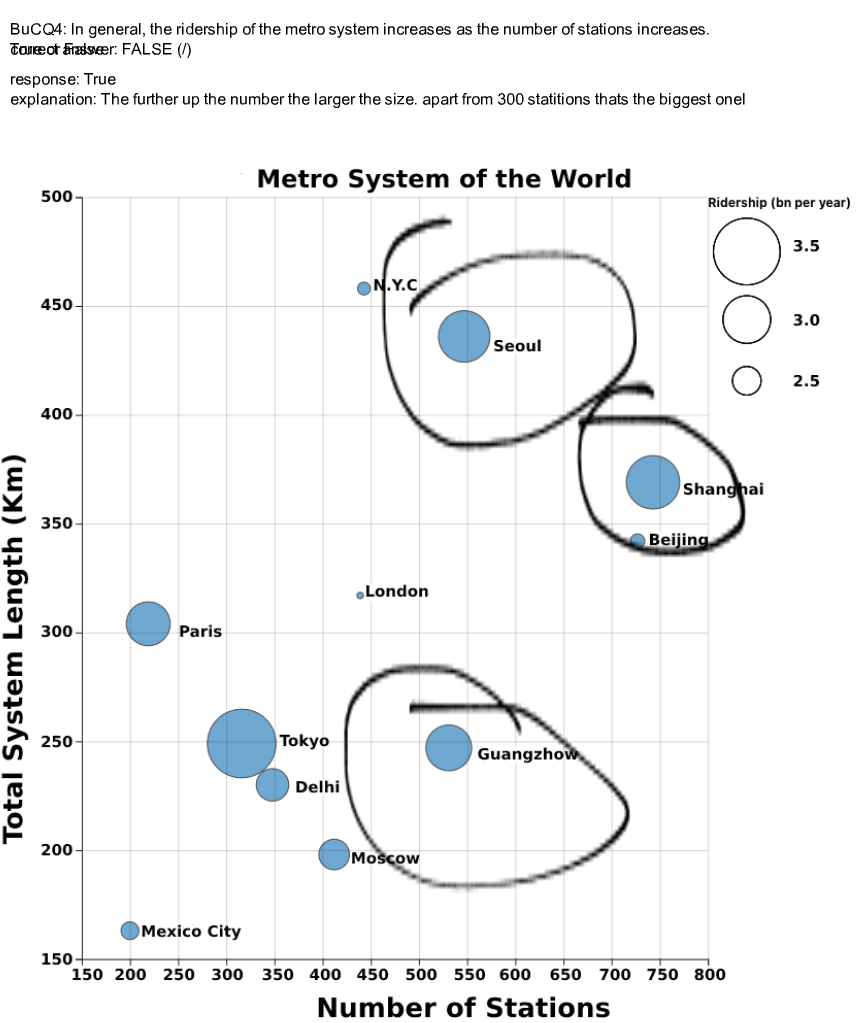 BuCQ4: In general, the ridership of the metro system increases as the number of stations increases.
answer: FALSE (/)
response: True
explanation: The further up the number the larger the size. apart from 300 statitions thats the biggest onel
Metro System of the World
Ridership (bn per year)
3.5
3.0
2.5
Total System Length (Km)
500
450
400
350
300
250
200
150
N.Y.C
Seoul
Shanghai
Beijing
London
Paris
Tokyo
Guangzhow
Delhi
Moscow
Mexico City
150 200 250 300 350 400 450 500 550 600 650 700 750 800
Number of Stations